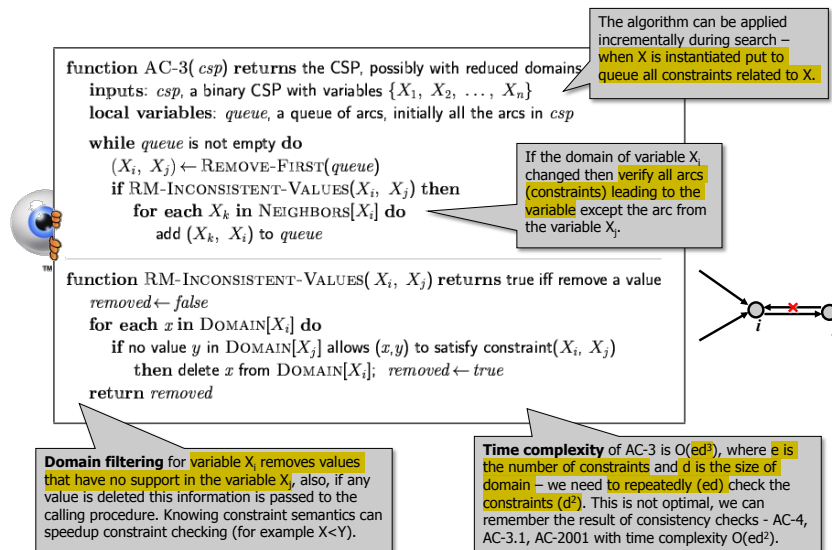 The algorithm can be applied
incrementally during search –
when X is instantiated put to
queue all constraints related to X.
function AC-3( csp) returns the CSP, possibly with reduced domains
inputs: csp, a binary CSP with variables {X₁, X₂, ..., Xₙ}
local variables: queue, a queue of arcs, initially all the arcs in csp
while queue is not empty do
(Xᵢ, Xⱼ) ← REMOVE-FIRST(queue)
if RM-INCONSISTENT-VALUES(Xᵢ, Xⱼ) then
for each Xₖ in NEIGHBORS[Xᵢ] do
add (Xₖ, Xᵢ) to queue
If the domain of variable Xᵢ
changed then verify all arcs
(constraints) leading to the
variable except the arc from
the variable Xⱼ.
TM
function RM-INCONSISTENT-VALUES( Xᵢ, Xⱼ) returns true iff remove a value
removed ← false
for each x in DOMAIN[Xᵢ] do
if no value y in DOMAIN[Xⱼ] allows (x,y) to satisfy constraint(Xᵢ, Xⱼ)
then delete x from DOMAIN[Xᵢ]; removed ← true
return removed
i
Domain filtering for variable Xᵢ removes values
that have no support in the variable Xⱼ, also, if any
value is deleted this information is passed to the
calling procedure. Knowing constraint semantics can
speedup constraint checking (for example X<Y).
Time complexity of AC-3 is O(ed³), where e is
the number of constraints and d is the size of
domain – we need to repeatedly (ed) check the
constraints (d²). This is not optimal, we can
remember the result of consistency checks - AC-4,
AC-3.1, AC-2001 with time complexity O(ed²).